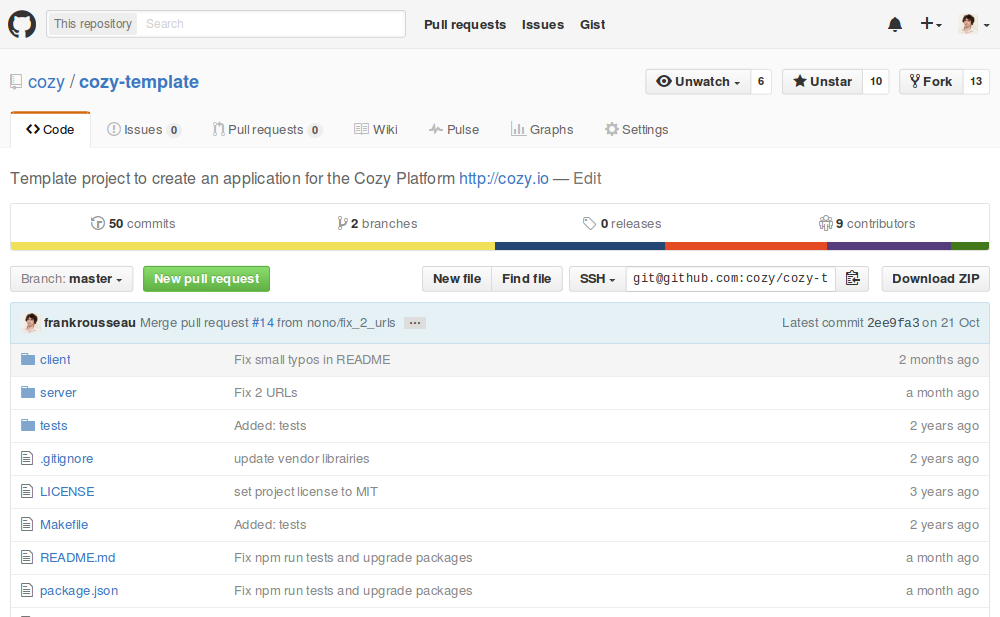 This repository Search Pull requests Issues Gist
cozy / cozy-template Unwatch 6 Unstar 10 Fork 13
Code Issues 0 Pull requests 0 Wiki Pulse Graphs Settings
Template project to create an application for the Cozy Platform http://cozy.io — Edit
50 commits 2 branches 0 releases 9 contributors
Branch: master New pull request New file Find file SSH git@github.com:cozy/cozy-t Download ZIP
frankrousseau Merge pull request #14 from nono/fix_2_urls ... Latest commit 2ee9fa3 on 21 Oct
client Fix small typos in README 2 months ago
server Fix 2 URLs a month ago
tests Added: tests 2 years ago
.gitignore update vendor librairies 2 years ago
LICENSE set project license to MIT 3 years ago
Makefile Added: tests 2 years ago
README.md Fix npm run tests and upgrade packages a month ago
package.json Fix npm run tests and upgrade packages a month ago